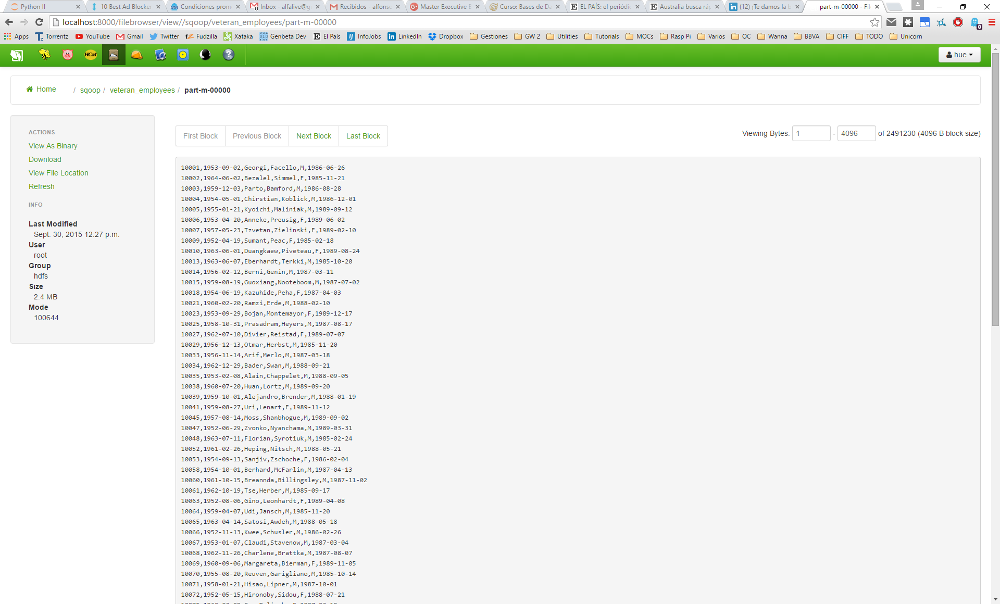 Python II
10 Best Ad Blocker
Condiciones prom
Inbox - alfalive@g
Recibidos - alfonso
Master Executive B
Curso: Bases de Da
EL PAÍS: el periódic
Australia busca ráp
(12) ¡Te damos la b
part-m-00000 - Fil
localhost:8000/filebrowser/view//sqoop/veteran_employees/part-m-00000
0
Apps
Torrentz
YouTube
Gmail
Twitter
Fudzilla
Xataka
Genbeta Dev
El País
InfoJobs
LinkedIn
Dropbox
Gestiones
GW 2
Utilities
Tutorials
MOCs
Rasp Pi
Varios
OC
Wanna
BBVA
CIFF
TODO
Unicorn
HCat
hue
Home / sqoop / veteran_employees / part-m-00000
ACTIONS
View As Binary
Download
View File Location
Refresh
INFO
Last Modified
Sept. 30, 2015 12:27 p.m.
User
root
Group
hdfs
Size
2.4 MB
Mode
100644
First Block
Previous Block
Next Block
Last Block
Viewing Bytes: 1 - 4096 of 2491230 (4096 B block size)
10001,1953-09-02,Georgi,Facello,M,1986-06-26
10002,1964-06-02,Bezalel,Simmel,F,1985-11-21
10003,1959-12-03,Parto,Bamford,M,1986-08-28
10004,1954-05-01,Chirstian,Koblick,M,1986-12-01
10005,1955-01-21,Kyoichi,Maliniak,M,1989-09-12
10006,1953-04-20,Anneke,Preusig,F,1989-06-02
10007,1957-05-23,Tzvetan,Zielinski,F,1989-02-10
10009,1952-04-19,Sumant,Peac,F,1985-02-18
10010,1963-06-01,Duangkaew,Piveteau,F,1989-08-24
10013,1963-06-07,Eberhardt,Terkki,M,1985-10-20
10014,1956-02-12,Berni,Genin,M,1987-03-11
10015,1959-08-19,Guoxiang,Nooteboom,M,1987-07-02
10018,1954-06-19,Kazuhide,Peha,F,1987-04-03
10021,1960-02-20,Ramzi,Erde,M,1988-02-10
10023,1953-09-29,Bojan,Montemayor,F,1989-12-17
10025,1958-10-31,Prasadram,Heyers,M,1987-08-17
10027,1962-07-10,Divier,Reistad,F,1989-07-07
10029,1956-12-13,Otmar,Herbst,M,1985-11-20
10033,1956-11-14,Arif,Merlo,M,1987-03-18
10034,1962-12-29,Bader,Swan,M,1988-09-21
10035,1953-02-08,Alain,Chappelet,M,1988-09-05
10038,1960-07-20,Huan,Lortz,M,1989-09-20
10039,1959-10-01,Alejandro,Brender,M,1988-01-19
10041,1959-08-27,Uri,Lenart,F,1989-11-12
10045,1957-08-14,Moss,Shanbhogue,M,1989-09-02
10047,1952-06-29,Zvonko,Nyanchama,M,1989-03-31
10048,1963-07-11,Florian,Syrotiuk,M,1985-02-24
10052,1961-02-26,Heping,Nitsch,M,1988-05-21
10053,1954-09-13,Sanjiv,Zschoche,F,1986-02-04
10058,1954-10-01,Berhard,McFarlin,M,1987-04-13
10060,1961-10-15,Breannda,Billingsley,M,1987-11-02
10061,1962-10-19,Tse,Herber,M,1985-09-17
10063,1952-08-06,Gino,Leonhardt,F,1989-04-08
10064,1959-04-07,Udi,Jansch,M,1985-11-20
10065,1963-04-14,Satosi,Awdeh,M,1988-05-18
10066,1952-11-13,Kwee,Schusler,M,1986-02-26
10067,1953-01-07,Claudi,Stavenow,M,1987-03-04
10068,1962-11-26,Charlene,Brattka,M,1987-08-07
10069,1960-09-06,Margareta,Bierman,F,1989-11-05
10070,1955-08-20,Reuven,Garigliano,M,1985-10-14
10071,1958-01-21,Hisao,Lipner,M,1987-10-01
10072,1952-05-15,Hironoby,Sidou,F,1988-07-21